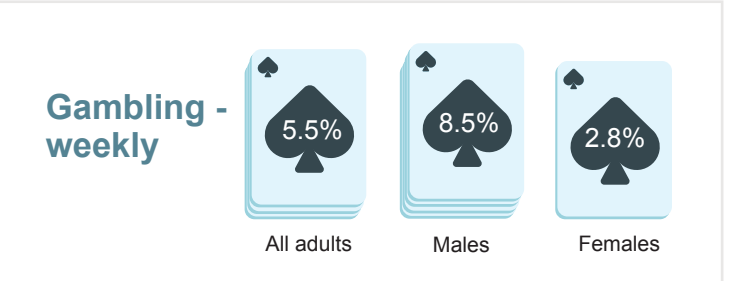 Gambling -
weekly
5.5%
8.5%
2.8%
All adults
Males
Females